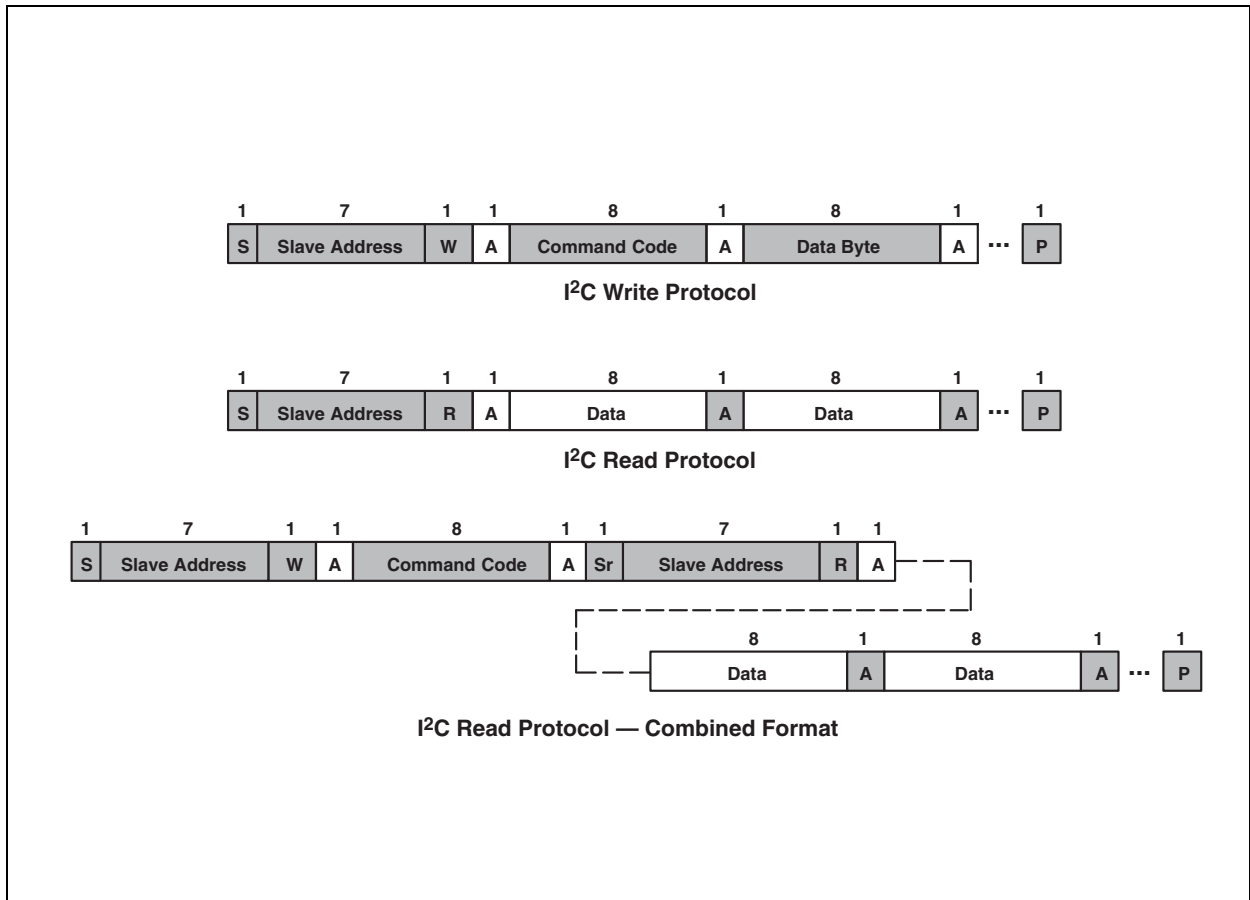 1 7 1 1 8 1 8 1 1
S Slave Address W A Command Code A Data Byte A ... P
I²C Write Protocol
1 7 1 1 8 1 8 1 1
S Slave Address R A Data A Data A ... P
I²C Read Protocol
1 7 1 1 8 1 1 7 1 1
S Slave Address W A Command Code A Sr Slave Address R A
8 1 8 1 1
Data A Data A ... P
I²C Read Protocol — Combined Format